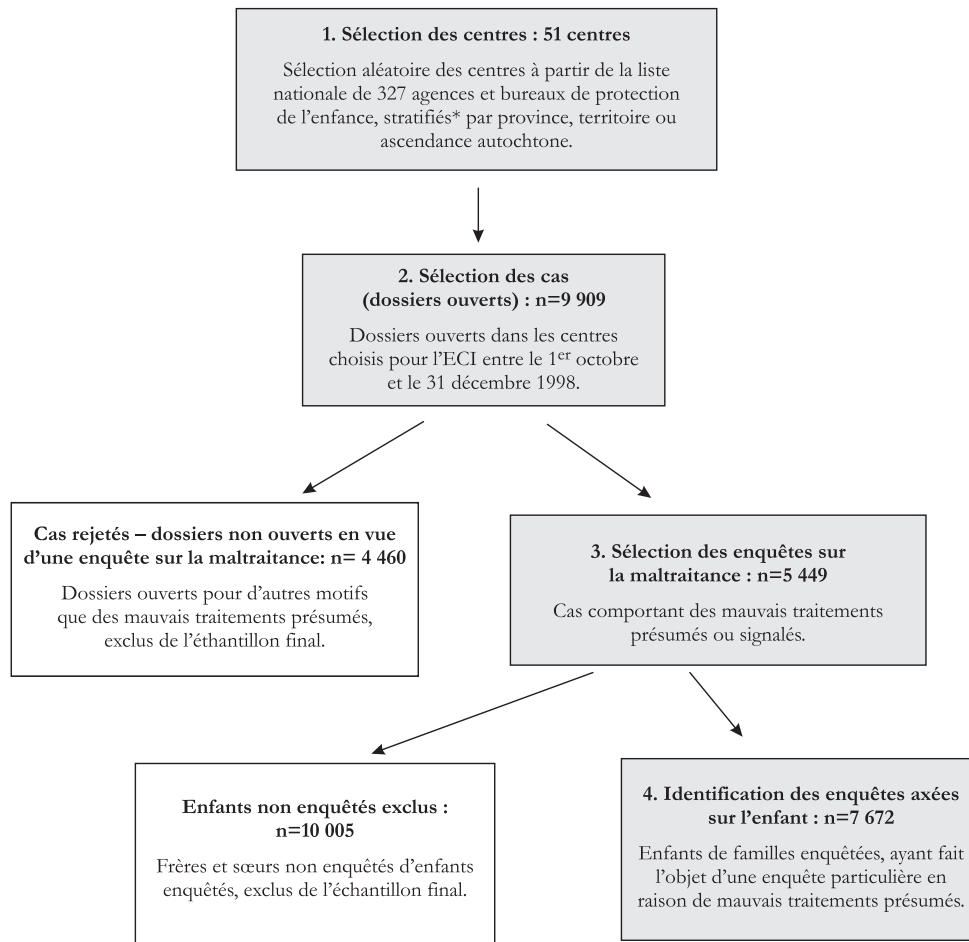 1. Sélection des centres : 51 centres
Sélection aléatoire des centres à partir de la liste
nationale de 327 agences et bureaux de protection
de l'enfance, stratifiés* par province, territoire ou
ascendance autochtone.
2. Sélection des cas
(dossiers ouverts) : n=9 909
Dossiers ouverts dans les centres
choisis pour l'ECI entre le 1er octobre
et le 31 décembre 1998.
Cas rejetés – dossiers non ouverts en vue
d'une enquête sur la maltraitance: n= 4 460
Dossiers ouverts pour d'autres motifs
que des mauvais traitements présumés,
exclus de l'éthantillon final.
3. Sélection des enquêtes sur
la maltraitance : n=5 449
Cas comportant des mauvais traitements
présumés ou signalés.
Enfants non enquêtés exclus :
n=10 005
Frères et sœurs non enquêtés d'enfants
enquêtés, exclus de l'échantillon final.
4. Identification des enquêtes axées
sur l'enfant : n=7 672
Enfants de familles enquêtées, ayant fait
l'objet d'une enquête particulière en
raison de mauvais traitements présumés.